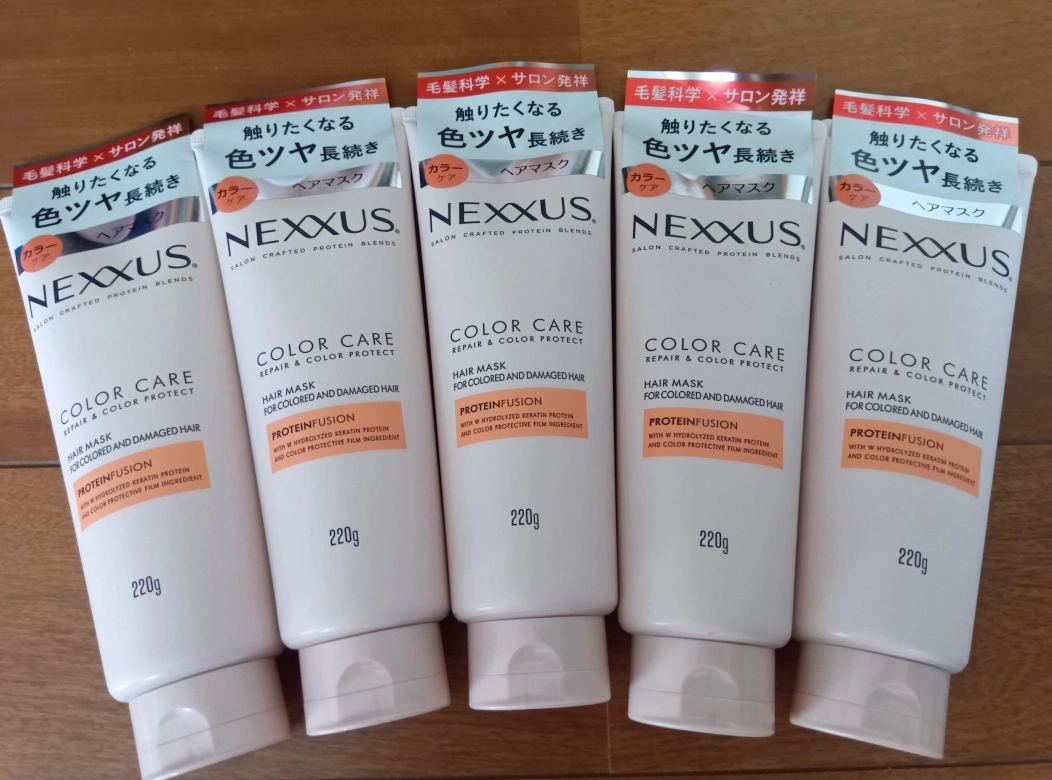 毛髪科学×サロン発祥
触りたくなる
色ツヤ長続き
カラー
ケア
ヘアマスク
NEXXUS®
SALON CRAFTED PROTEIN BLENDS
COLOR CARE
REPAIR & COLOR PROTECT
HAIR MASK
FOR COLORED AND DAMAGED HAIR
PROTEINFUSION
WITH W HYDROLYZED KERATIN PROTEIN
AND COLOR PROTECTIVE FILM INGREDIENT
220g
毛髪科学×サロン発祥
触りたくなる
色ツヤ長続き
カラー
ケア
ヘアマスク
NEXXUS®
SALON CRAFTED PROTEIN BLENDS
COLOR CARE
REPAIR & COLOR PROTECT
HAIR MASK
FOR COLORED AND DAMAGED HAIR
PROTEINFUSION
WITH W HYDROLYZED KERATIN PROTEIN
AND COLOR PROTECTIVE FILM INGREDIENT
220g
毛髪科学×サロン発祥
触りたくなる
色ツヤ長続き
カラー
ケア
ヘアマスク
NEXXUS®
SALON CRAFTED PROTEIN BLENDS
COLOR CARE
REPAIR & COLOR PROTECT
HAIR MASK
FOR COLORED AND DAMAGED HAIR
PROTEINFUSION
WITH W HYDROLYZED KERATIN PROTEIN
AND COLOR PROTECTIVE FILM INGREDIENT
220g
毛髪科学×サロン発祥
触りたくなる
色ツヤ長続き
カラー
ケア
ヘアマスク
NEXXUS®
SALON CRAFTED PROTEIN BLENDS
COLOR CARE
REPAIR & COLOR PROTECT
HAIR MASK
FOR COLORED AND DAMAGED HAIR
PROTEINFUSION
WITH W HYDROLYZED KERATIN PROTEIN
AND COLOR PROTECTIVE FILM INGREDIENT
220g
毛髪科学×サロン発祥
触りたくなる
色ツヤ長続き
カラー
ケア
ヘアマスク
NEXXUS®
SALON CRAFTED PROTEIN BLENDS
COLOR CARE
REPAIR & COLOR PROTECT
HAIR MASK
FOR COLORED AND DAMAGED HAIR
PROTEINFUSION
WITH W HYDROLYZED KERATIN PROTEIN
AND COLOR PROTECTIVE FILM INGREDIENT
220g